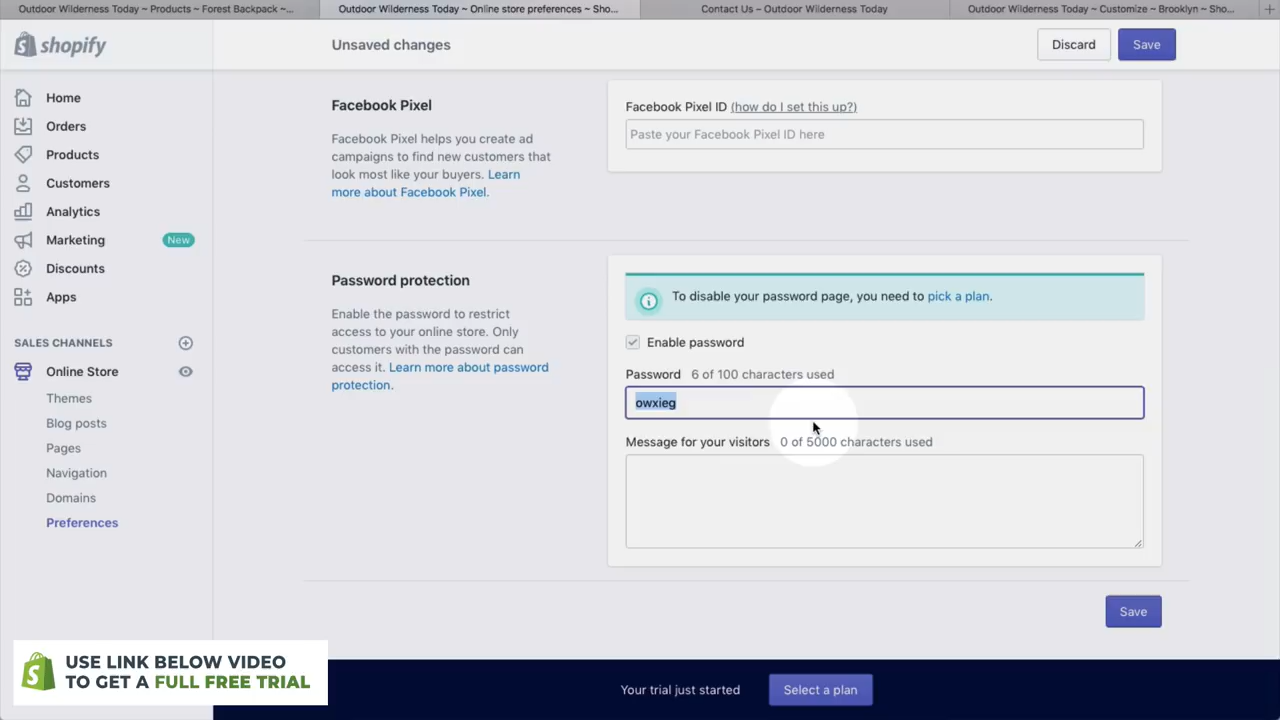 Outdoor Wilderness Today ~ Products ~ Forest Backpack ~...
Outdoor Wilderness Today ~ Online store preferences ~ Sho...
Contact Us ~ Outdoor Wilderness Today
Outdoor Wilderness Today ~ Customize ~ Brooklyn ~ Sho...
shopify
Unsaved changes
Discard
Save
Home
Orders
Products
Customers
Analytics
Marketing
New
Discounts
Apps
SALES CHANNELS
Online Store
Themes
Blog posts
Pages
Navigation
Domains
Preferences
Facebook Pixel
Facebook Pixel helps you create ad
campaigns to find new customers that
look most like your buyers. Learn
more about Facebook Pixel.
Facebook Pixel ID (how do I set this up?)
Paste your Facebook Pixel ID here
Password protection
Enable the password to restrict
access to your online store. Only
customers with the password can
access it. Learn more about password
protection.
To disable your password page, you need to pick a plan.
Enable password
Password 6 of 100 characters used
owxieg
Message for your visitors 0 of 5000 characters used
Save
USE LINK BELOW VIDEO
TO GET A FULL FREE TRIAL
Your trial just started
Select a plan